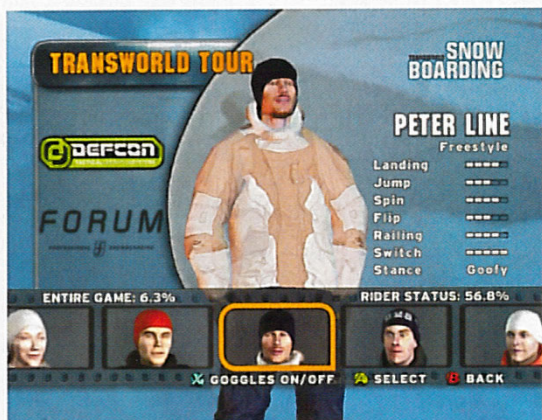 TRANSWORLD TOUR
SNOW
BOARDING
DEFCON
FORUM
PETER LINE
Freestyle
Landing
Jump
Spin
Flip
Railing
Switch
Stance Goofy
ENTIRE GAME: 6.3%
RIDER STATUS: 56.8%
X GOGGLES ON/OFF A SELECT B BACK